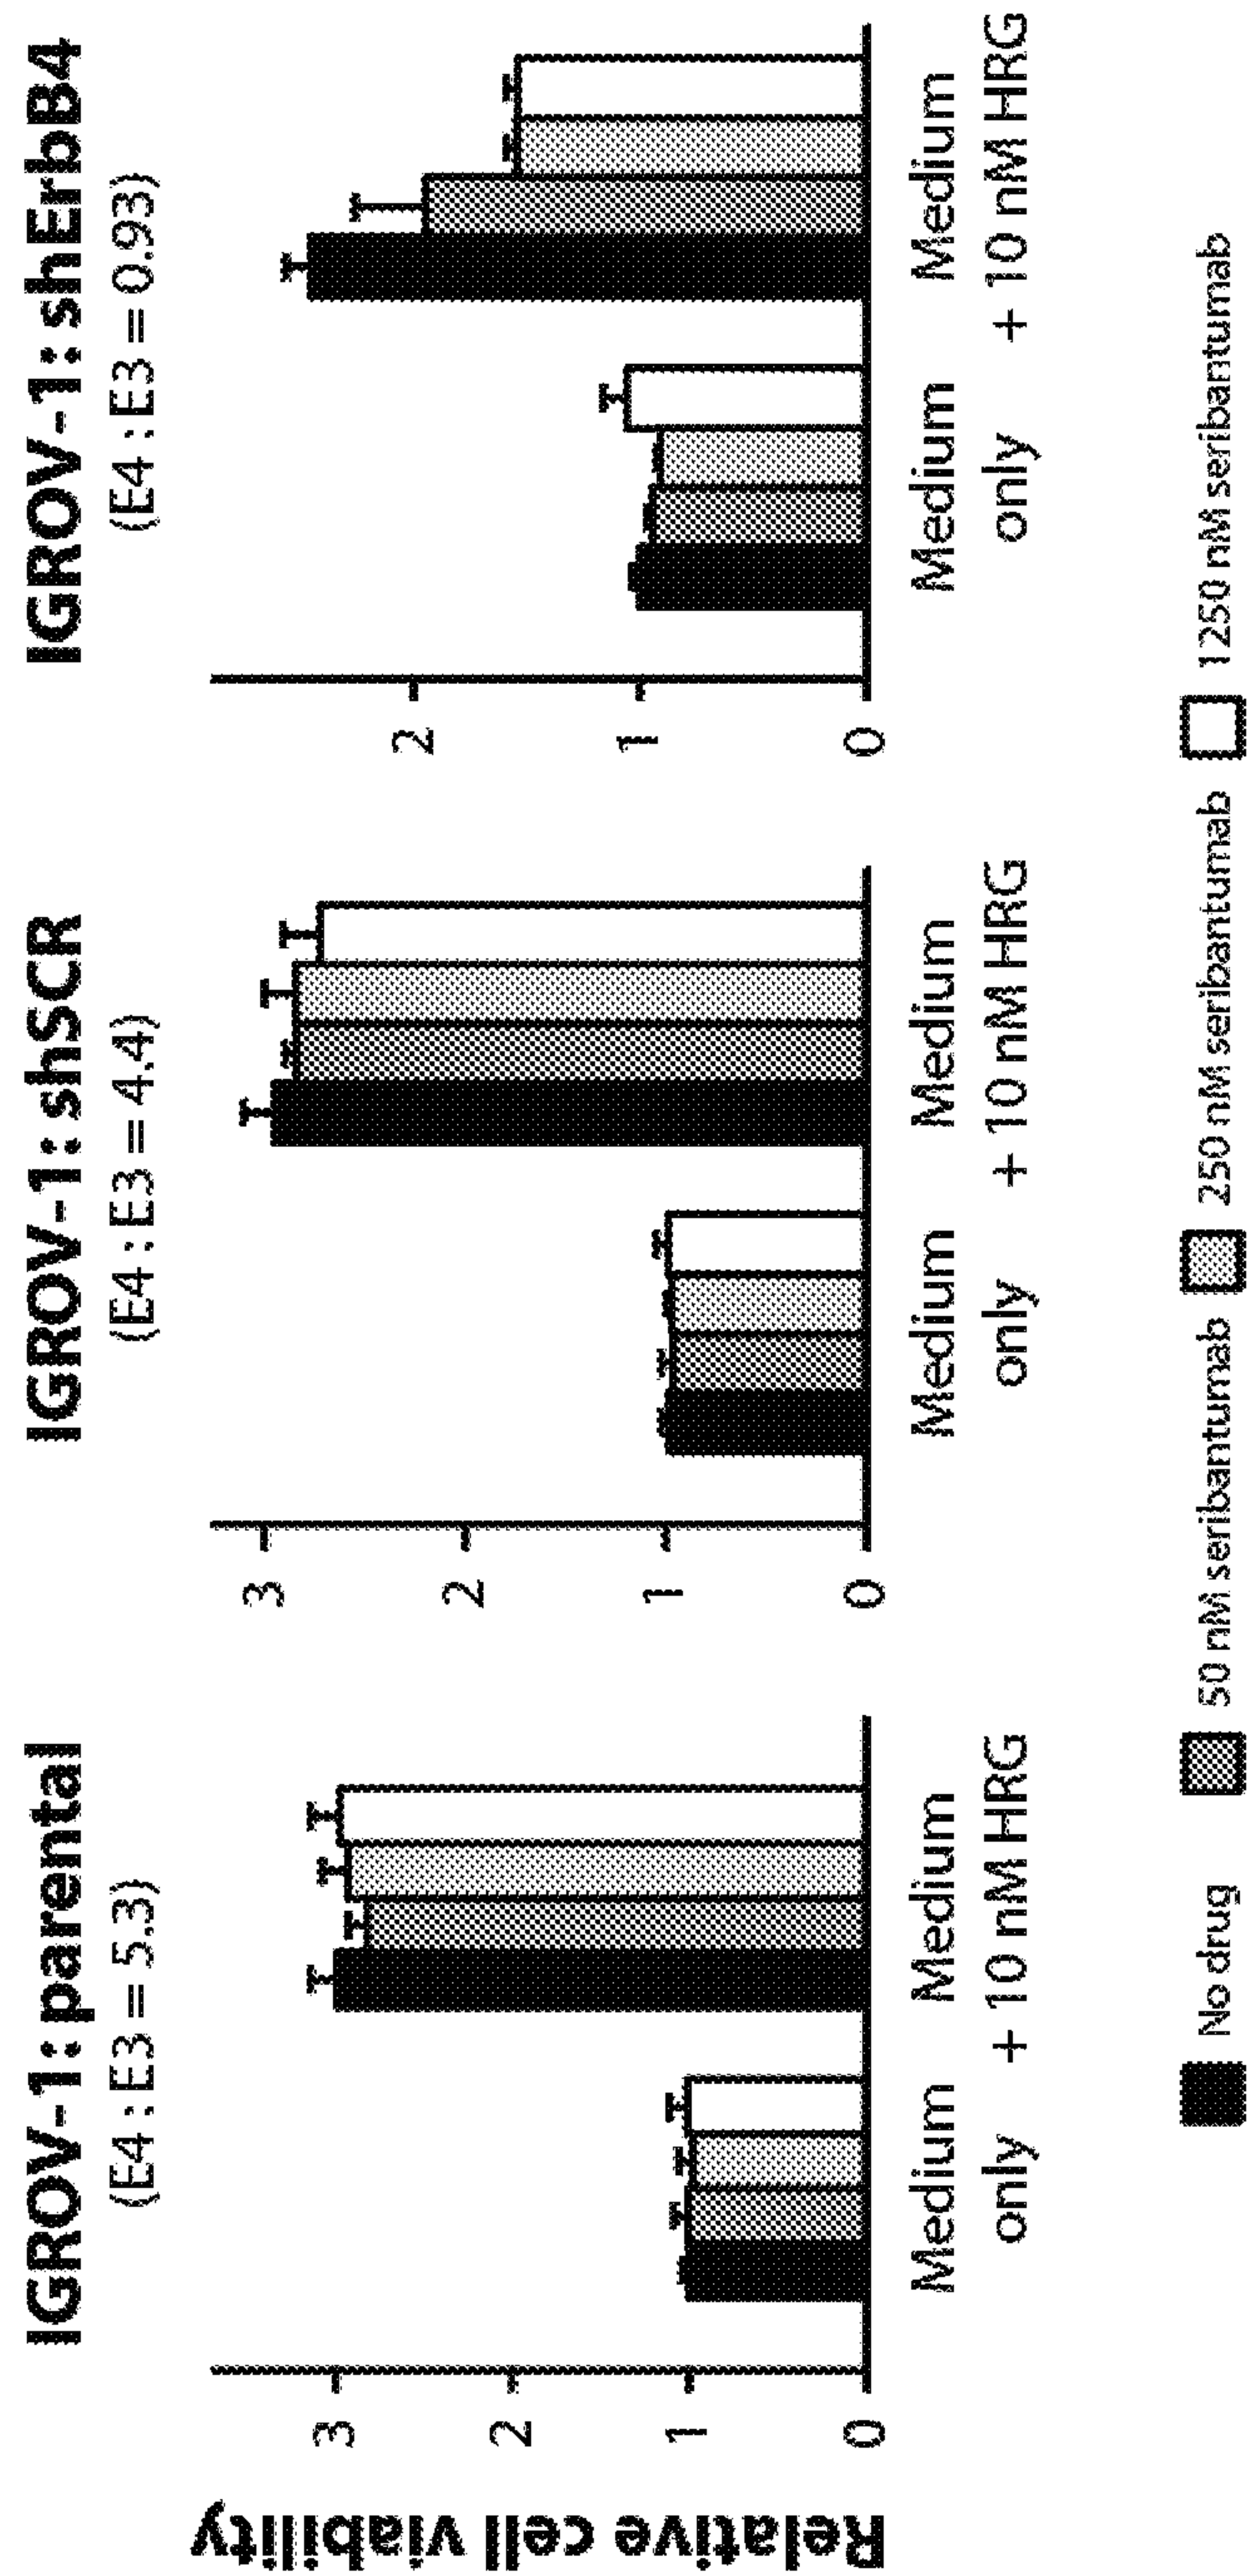 IGROV-1: parental
(E4 : E3 = 5.3)
IGROV-1: shSCR
(E4 : E3 = 4.4)
IGROV-1: shErbB4
(E4 : E3 = 0.93)
Relative cell viability
3
2
1
0
Medium
only
Medium
+ 10 nM HRG
3
2
1
0
Medium
only
Medium
+ 10 nM HRG
2
1
0
Medium
only
Medium
+ 10 nM HRG
No drug
50 nM seribantumab
250 nM seribantumab
1250 nM seribantumab